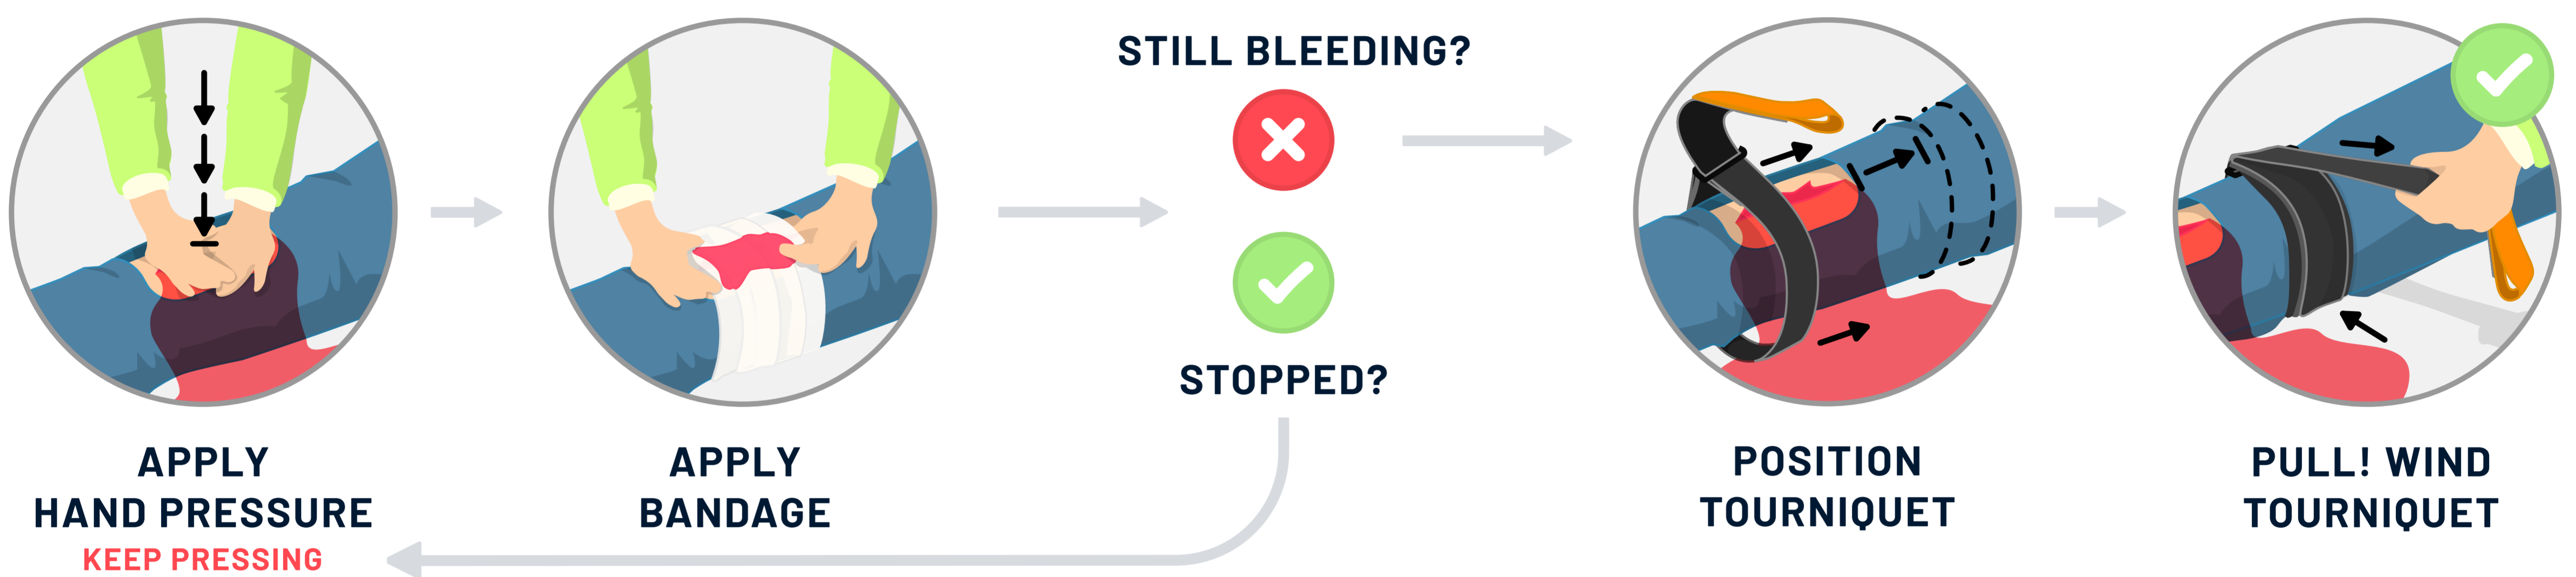 APPLY
HAND PRESSURE
KEEP PRESSING
APPLY
BANDAGE
STILL BLEEDING?
STOPPED?
POSITION
TOURNIQUET
PULL! WIND
TOURNIQUET